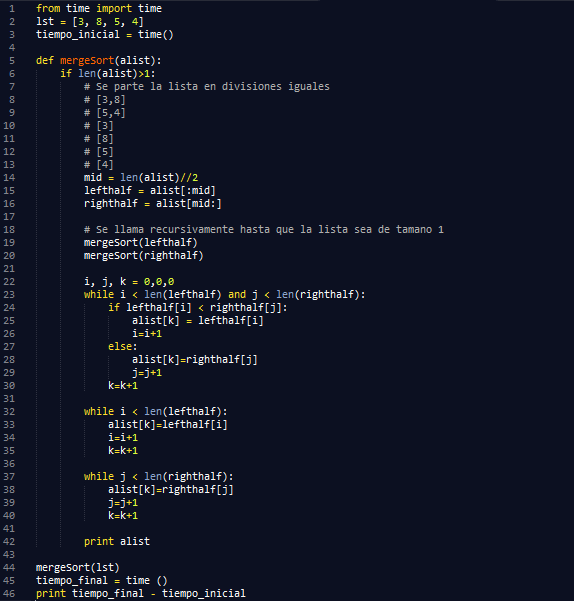 1 from time import time
2 lst = [3, 8, 5, 4]
3 tiempo_inicial = time()
4
5 def mergeSort(alist):
6     if len(alist)>1:
7         # Se parte la lista en divisiones iguales
8         # [3,8]
9         # [5,4]
10         # [3]
11         # [8]
12         # [5]
13         # [4]
14         mid = len(alist)//2
15         lefthalf = alist[:mid]
16         righthalf = alist[mid:]
17
18         # Se llama recursivamente hasta que la lista sea de tamano 1
19         mergeSort(lefthalf)
20         mergeSort(righthalf)
21
22         i, j, k = 0,0,0
23         while i < len(lefthalf) and j < len(righthalf):
24             if lefthalf[i] < righthalf[j]:
25                 alist[k] = lefthalf[i]
26                 i=i+1
27             else:
28                 alist[k]=righthalf[j]
29                 j=j+1
30             k=k+1
31
32         while i < len(lefthalf):
33             alist[k]=lefthalf[i]
34             i=i+1
35             k=k+1
36
37         while j < len(righthalf):
38             alist[k]=righthalf[j]
39             j=j+1
40             k=k+1
41
42         print alist
43
44 mergeSort(lst)
45 tiempo_final = time ()
46 print tiempo_final - tiempo_inicial